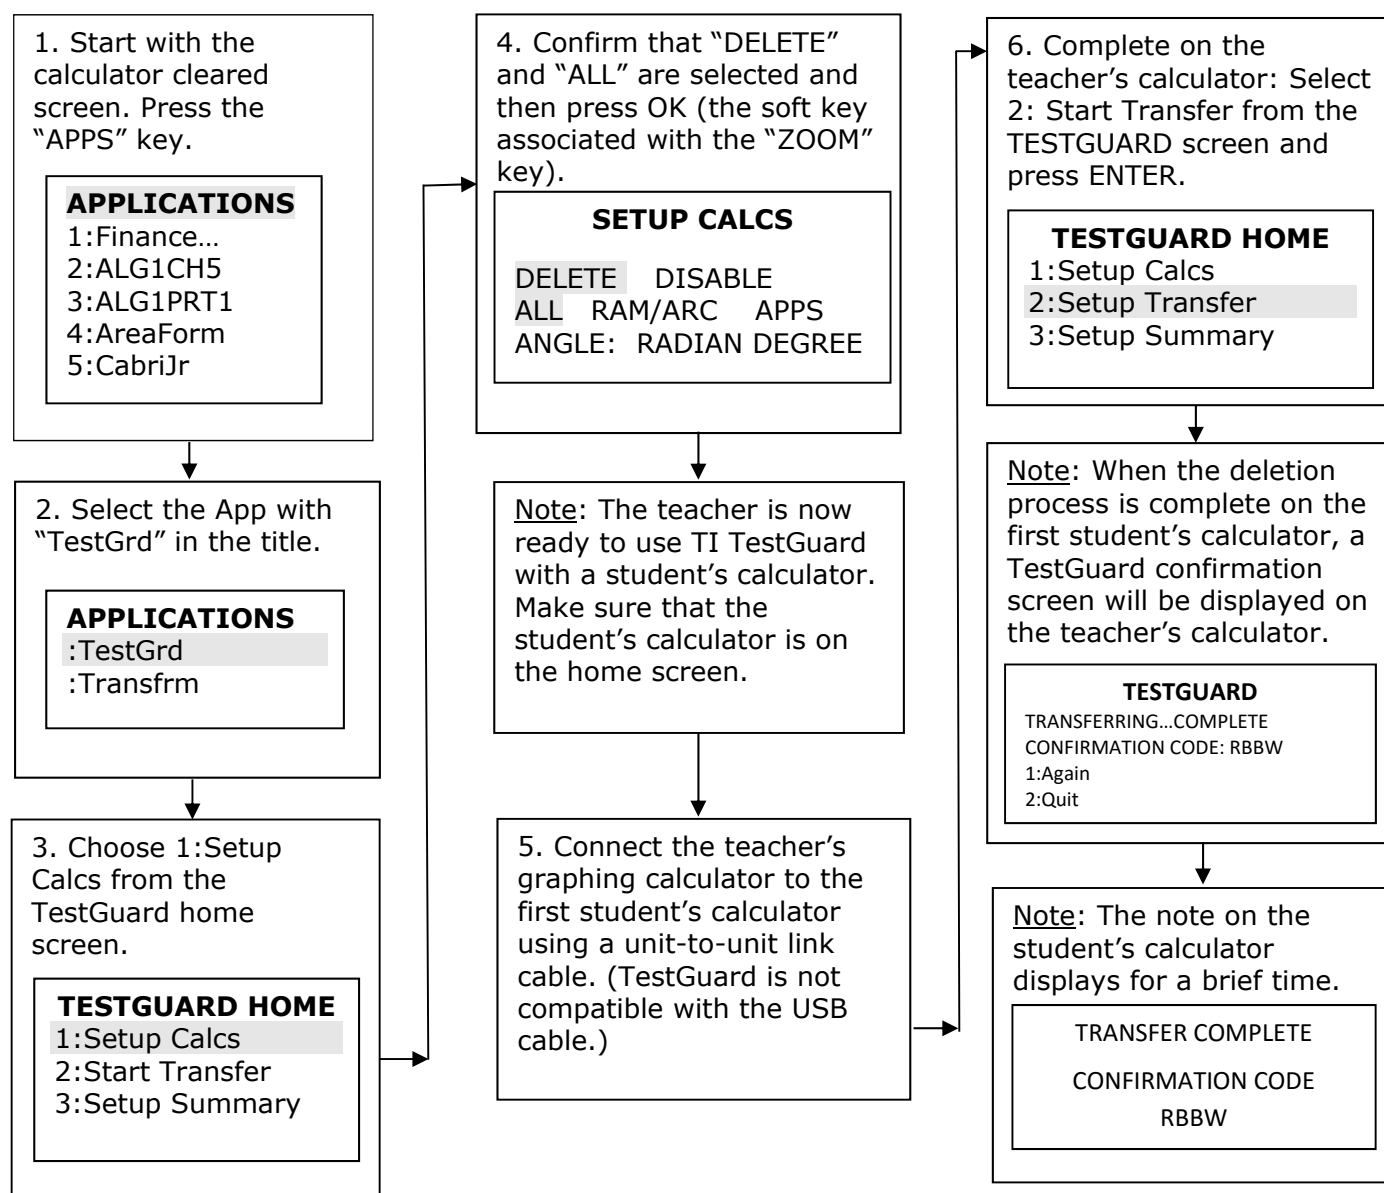 1. Start with the
calculator cleared
screen. Press the
“APPS” key.
APPLICATIONS
1:Finance…
2:ALG1CH5
3:ALG1PRT1
4:AreaForm
5:CabriJr
2. Select the App with
“TestGrd” in the title.
APPLICATIONS
:TestGrd
:Transfrm
3. Choose 1:Setup
Calcs from the
TestGuard home
screen.
TESTGUARD HOME
1:Setup Calcs
2:Start Transfer
3:Setup Summary
4. Confirm that “DELETE”
and “ALL” are selected and
then press OK (the soft key
associated with the “ZOOM”
key).
SETUP CALCS
DELETE DISABLE
ALL RAM/ARC APPS
ANGLE: RADIAN DEGREE
Note: The teacher is now
ready to use TI TestGuard
with a student’s calculator.
Make sure that the
student’s calculator is on
the home screen.
5. Connect the teacher’s
graphing calculator to the
first student’s calculator
using a unit-to-unit link
cable. (TestGuard is not
compatible with the USB
cable.)
6. Complete on the
teacher’s calculator: Select
2: Start Transfer from the
TESTGUARD screen and
press ENTER.
TESTGUARD HOME
1:Setup Calcs
2:Setup Transfer
3:Setup Summary
Note: When the deletion
process is complete on the
first student’s calculator, a
TestGuard confirmation
screen will be displayed on
the teacher’s calculator.
TESTGUARD
TRANSFERRING…COMPLETE
CONFIRMATION CODE: RBBW
1:Again
2:Quit
Note: The note on the
student’s calculator
displays for a brief time.
TRANSFER COMPLETE
CONFIRMATION CODE
RBBW